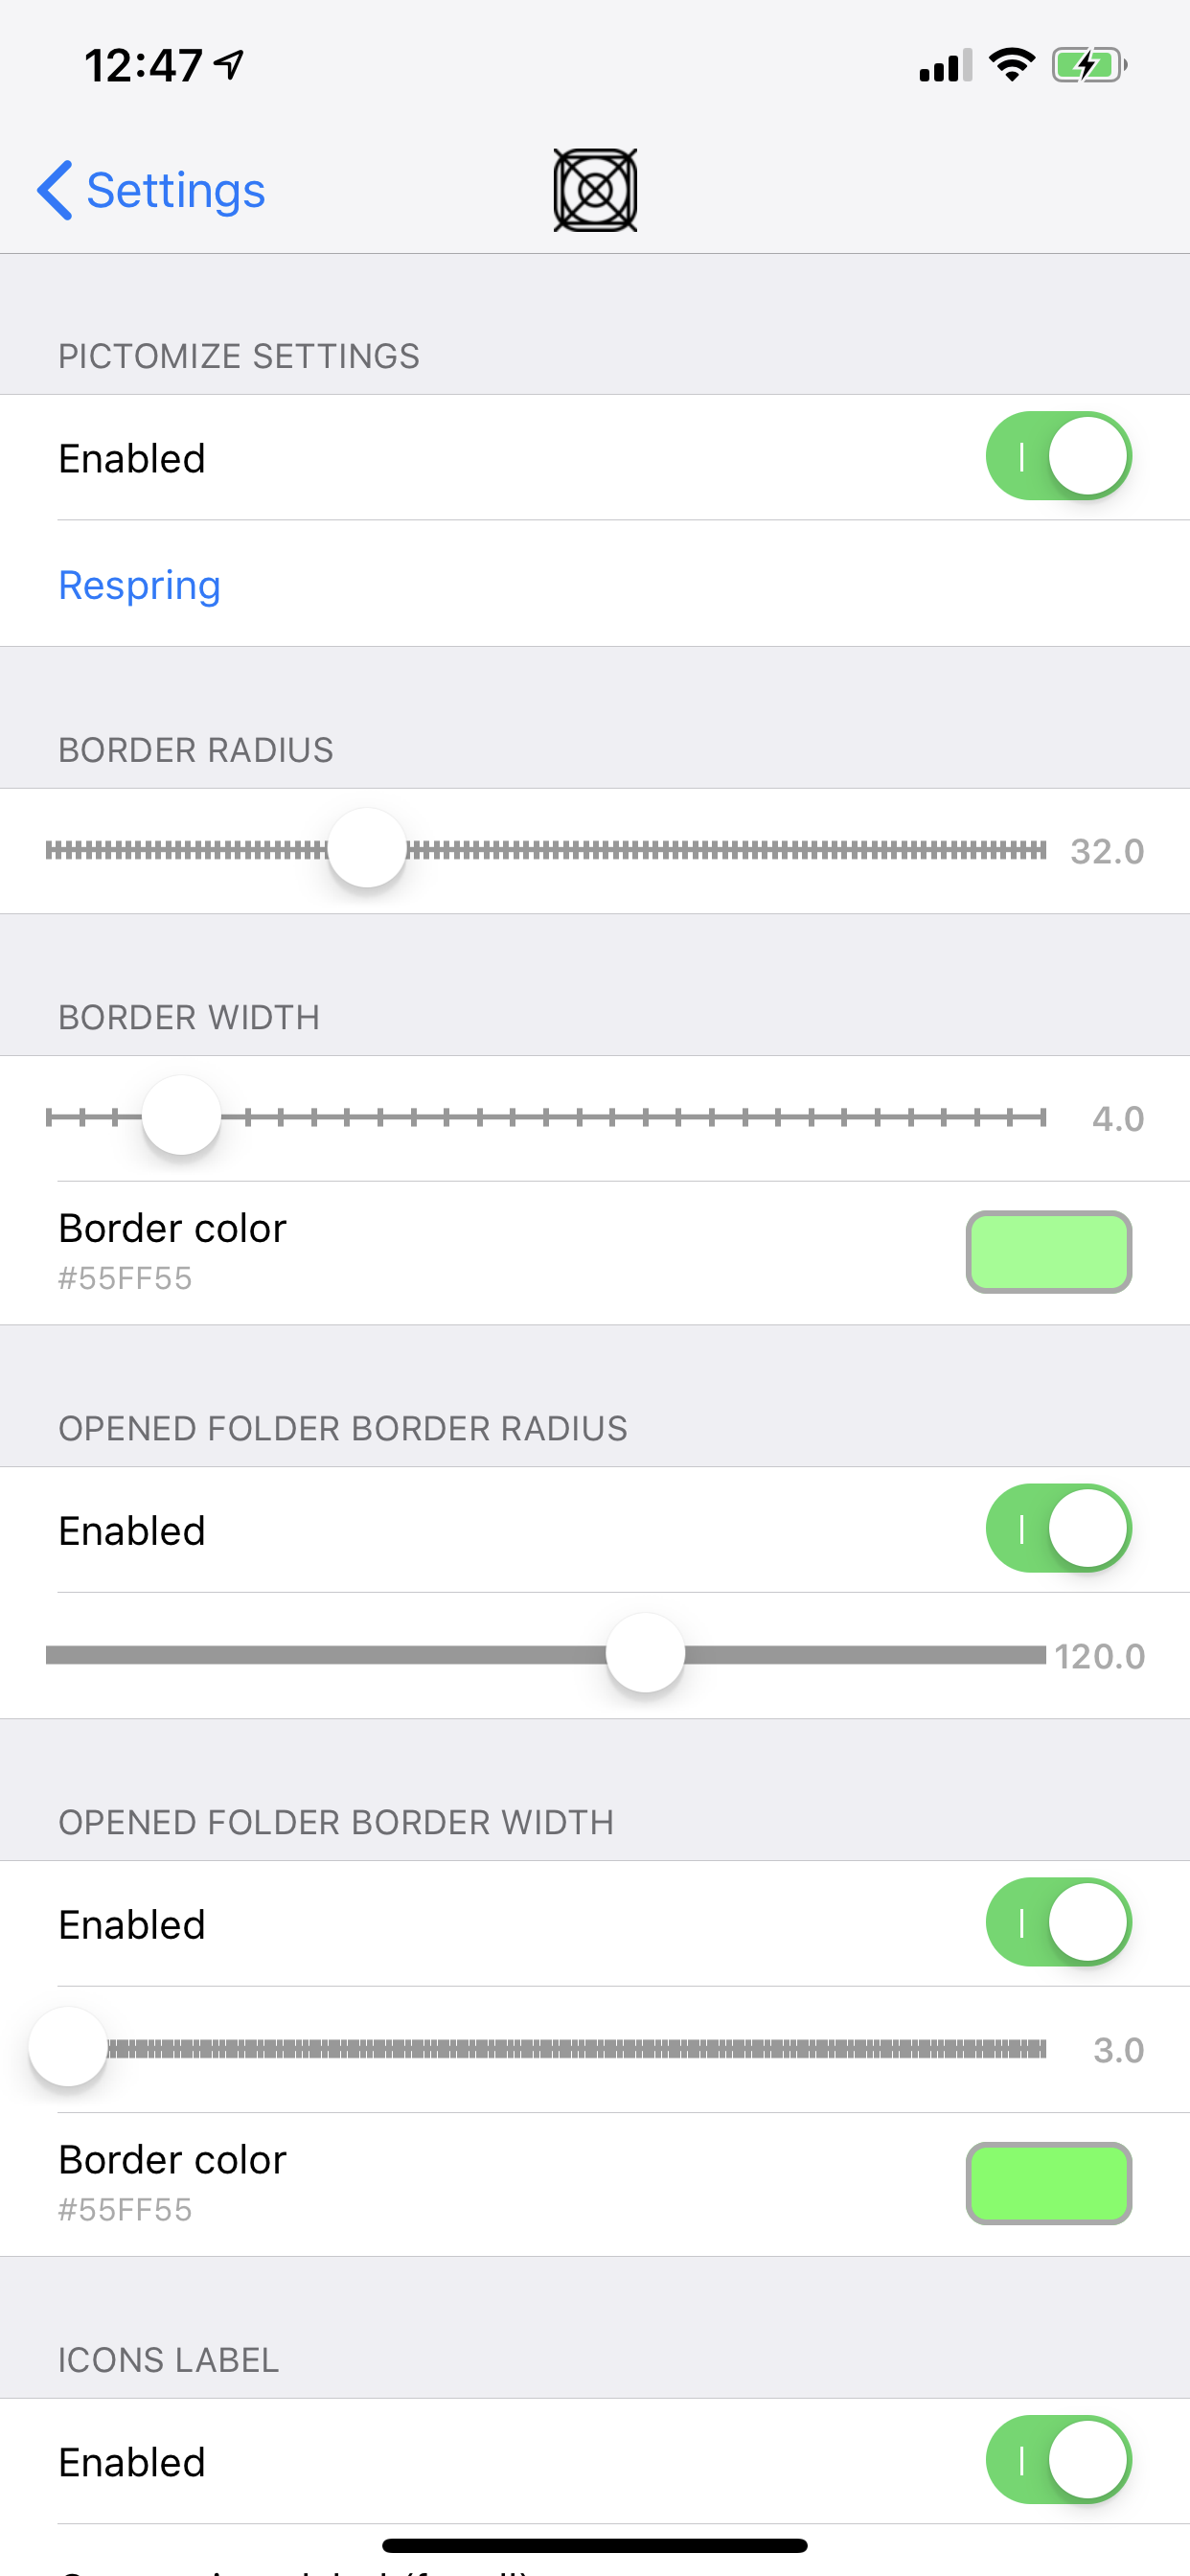 12:47
Settings
PICTOMIZE SETTINGS
Enabled
Respring
BORDER RADIUS
32.0
BORDER WIDTH
4.0
Border color
#55FF55
OPENED FOLDER BORDER RADIUS
Enabled
120.0
OPENED FOLDER BORDER WIDTH
Enabled
3.0
Border color
#55FF55
ICONS LABEL
Enabled